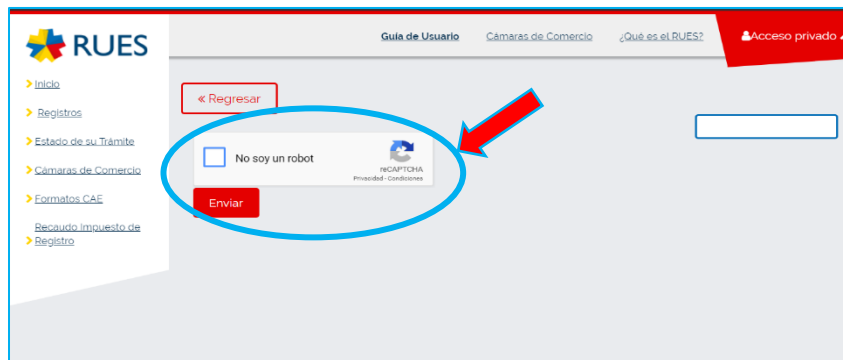 RUES
Guía de Usuario
Cámaras de Comercio
¿Qué es el RUES?
Acceso privado
Inicio
Registros
Estado de su Trámite
Cámaras de Comercio
Formatos CAE
Recaudo Impuesto de
Registro
« Regresar
No soy un robot
reCAPTCHA
Privacidad - Condiciones
Enviar